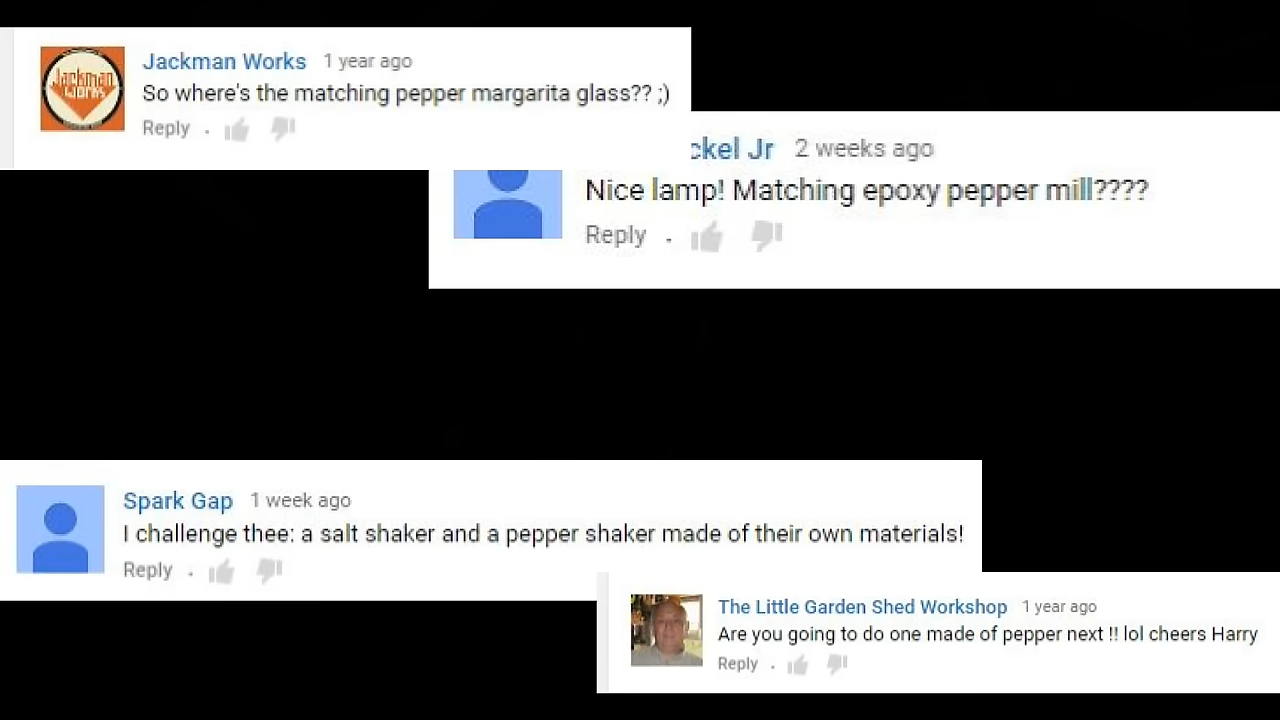 Jackman Works 1 year ago
So where's the matching pepper margarita glass?? ;)
Reply
ckel Jr 2 weeks ago
Nice lamp! Matching epoxy pepper mill????
Reply
Spark Gap 1 week ago
I challenge thee: a salt shaker and a pepper shaker made of their own materials!
Reply
The Little Garden Shed Workshop 1 year ago
Are you going to do one made of pepper next !! lol cheers Harry
Reply
Jackman
Works